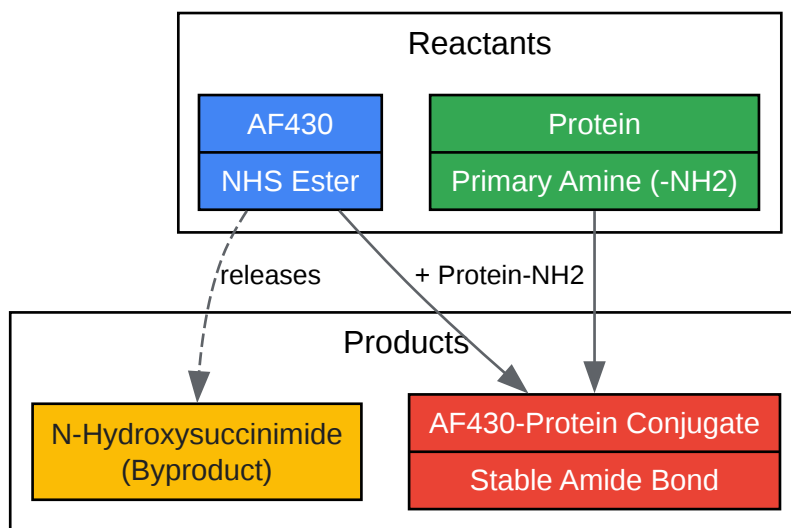 Reactants
AF430
NHS Ester
Protein
Primary Amine (-NH2)
releases
+ Protein-NH2
Products
N-Hydroxysuccinimide
(Byproduct)
AF430-Protein Conjugate
Stable Amide Bond